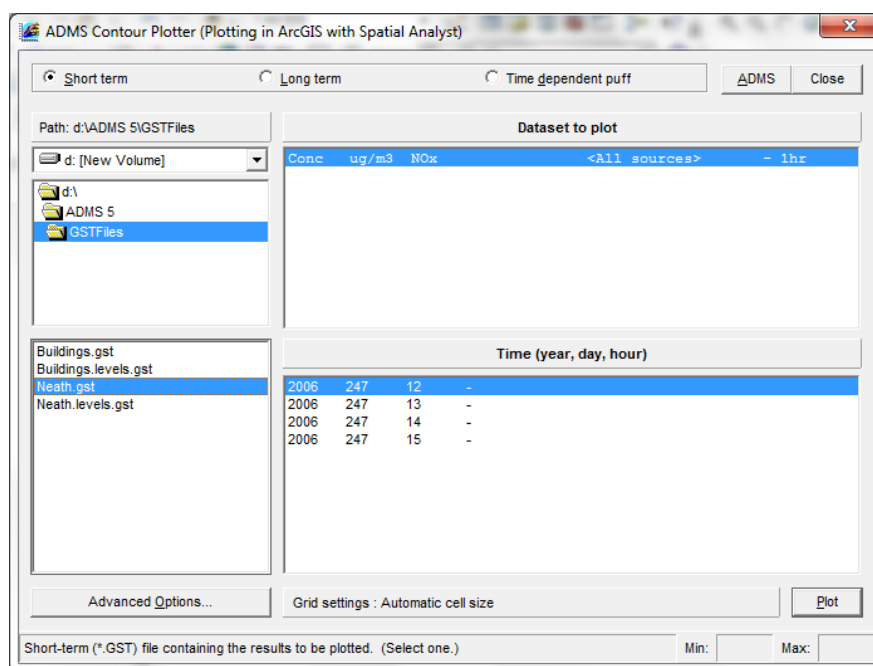 ADMS Contour Plotter (Plotting in ArcGIS with Spatial Analyst)
X
Short term Long term Time dependent puff ADMS Close
Path: d:\ADMS 5\GSTFiles
Dataset to plot
d: [New Volume]
Conc ug/m3 NOx <All sources> - 1hr
d:\
ADMS 5
GSTFiles
Buildings.gst
Buildings.levels.gst
Neath.gst
Neath.levels.gst
Time (year, day, hour)
2006 247 12 -
2006 247 13 -
2006 247 14 -
2006 247 15 -
Advanced Options...
Grid settings : Automatic cell size
Plot
Short-term (*.GST) file containing the results to be plotted. (Select one.)
Min: Max: